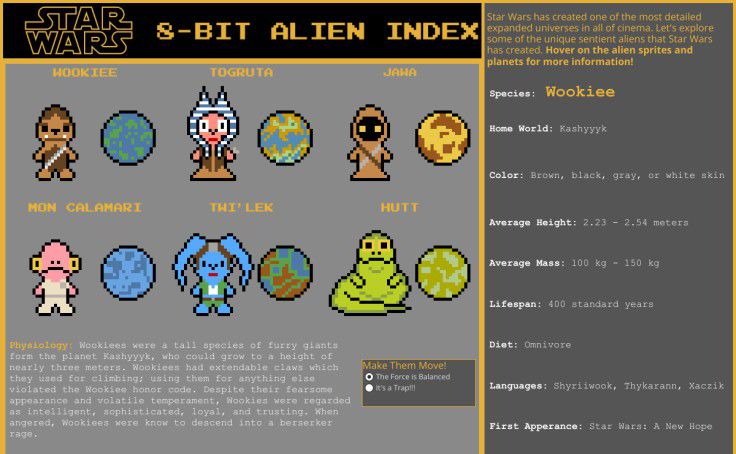 STAR
WARS
8-BIT ALIEN INDEX
WOOKIEE
TOGRUTA
JAWA
MON CALAMARI
TWI'LEK
HUTT
Physiology: Wookiees were a tall species of furry giants
form the planet Kashyyyk, who could grow to a height of
nearly three meters. Wookiees had extendable claws which
they used for climbing; using them for anything else
violated the Wookiee honor code. Despite their fearsome
appearance and volatile temperament, Wookies were regarded
as intelligent, sophisticated, loyal, and trusting. When
angered, Wookiees were know to descend into a berserker
rage.
Make Them Move!
The Force is Balanced
It's a Trap!!!
Star Wars has created one of the most detailed
expanded universes in all of cinema. Let's explore
some of the unique sentient aliens that Star Wars
has created. Hover on the alien sprites and
planets for more information!
Species: Wookiee
Home World: Kashyyyk
Color: Brown, black, gray, or white skin
Average Height: 2.23 - 2.54 meters
Average Mass: 100 kg - 150 kg
Lifespan: 400 standard years
Diet: Omnivore
Languages: Shyriiwook, Thykarann, Xaczik
First Apperance: Star Wars: A New Hope